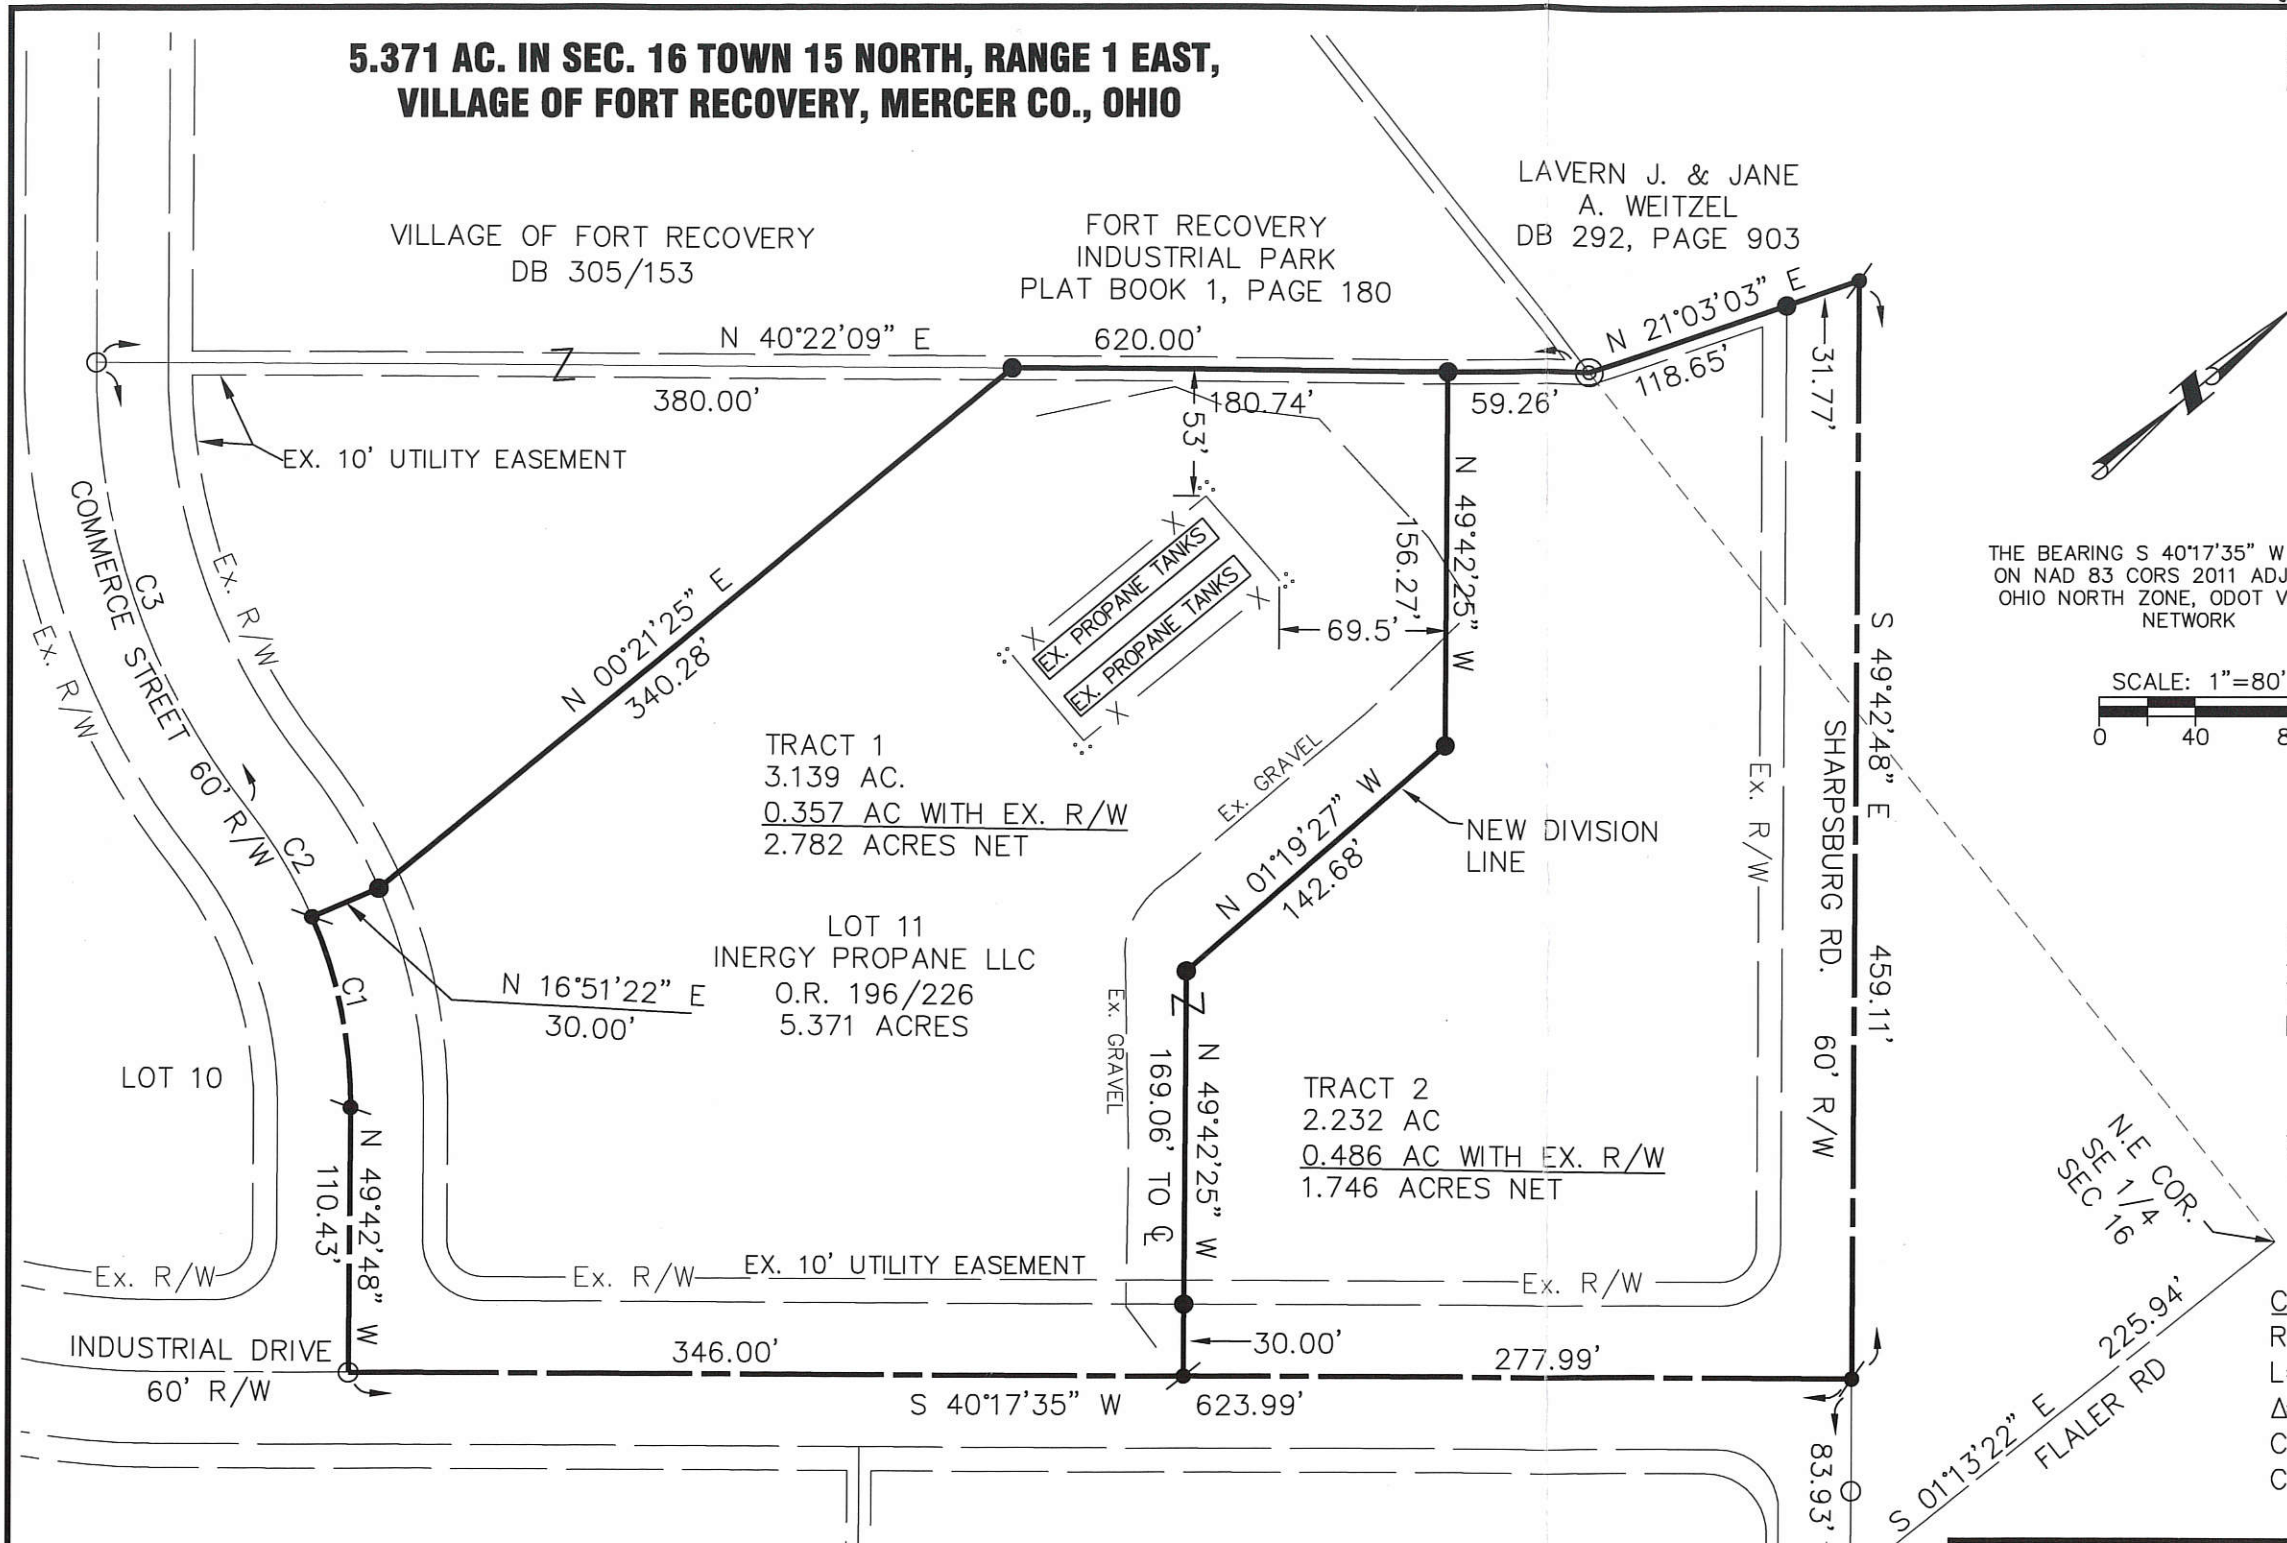 5.371 AC. IN SEC. 16 TOWN 15 NORTH, RANGE 1 EAST,
VILLAGE OF FORT RECOVERY, MERCER CO., OHIO
VILLAGE OF FORT RECOVERY
DB 305/153
FORT RECOVERY
INDUSTRIAL PARK
PLAT BOOK 1, PAGE 180
LAVERN J. & JANE
A. WEITZEL
DB 292, PAGE 903
N 40°22'09" E
620.00'
380.00'
180.74'
59.26'
N 21°03'03" E
118.65'
31.77'
EX. 10' UTILITY EASEMENT
53'
N 49°42'25" W
156.27'
EX. PROPANE TANKS
EX. PROPANE TANKS
69.5'
COMMERCE STREET 60' R/W
C3
C2
Ex. R/W
Ex. R/W
N 00°21'25" E
340.28'
THE BEARING S 40°17'35" W
ON NAD 83 CORS 2011 ADJ
OHIO NORTH ZONE, ODOT V
NETWORK
SCALE: 1"=80'
0 40 8
S 49°42'48" E 459.11'
SHARPSBURG RD. 60' R/W
Ex. R/W
TRACT 1
3.139 AC.
0.357 AC WITH EX. R/W
2.782 ACRES NET
Ex. GRAVEL
N 01°19'27" W
142.68'
NEW DIVISION
LINE
LOT 11
INERGY PROPANE LLC
O.R. 196/226
5.371 ACRES
N 16°51'22" E
30.00'
C1
LOT 10
N 49°42'48" W
110.43'
Ex. GRAVEL
N 49°42'25" W
169.06' TO ℄
TRACT 2
2.232 AC
0.486 AC WITH EX. R/W
1.746 ACRES NET
N.E COR.
SE 1/4
SEC 16
Ex. R/W
Ex. R/W
EX. 10' UTILITY EASEMENT
Ex. R/W
INDUSTRIAL DRIVE
60' R/W
346.00'
30.00'
277.99'
S 40°17'35" W
623.99'
83.93'
225.94'
S 01°13'22" E
FLALER RD
C
R
L
Δ
C
C